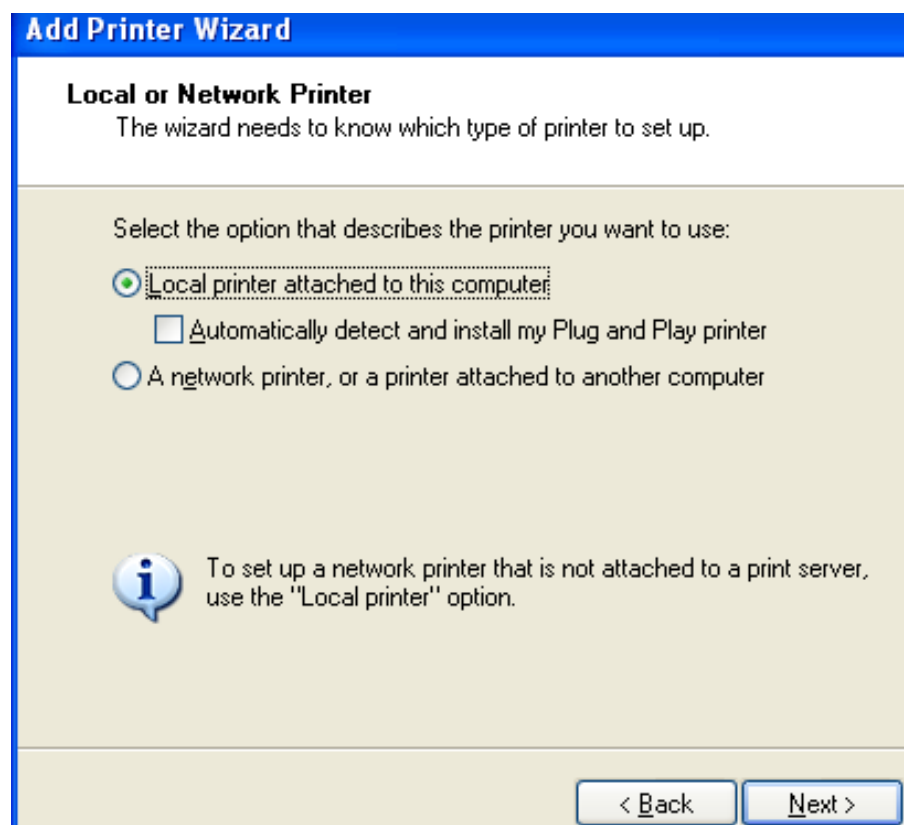 Add Printer Wizard
Local or Network Printer
The wizard needs to know which type of printer to set up.
Select the option that describes the printer you want to use:
Local printer attached to this computer
Automatically detect and install my Plug and Play printer
A network printer, or a printer attached to another computer
To set up a network printer that is not attached to a print server,
use the "Local printer" option.
< Back Next >